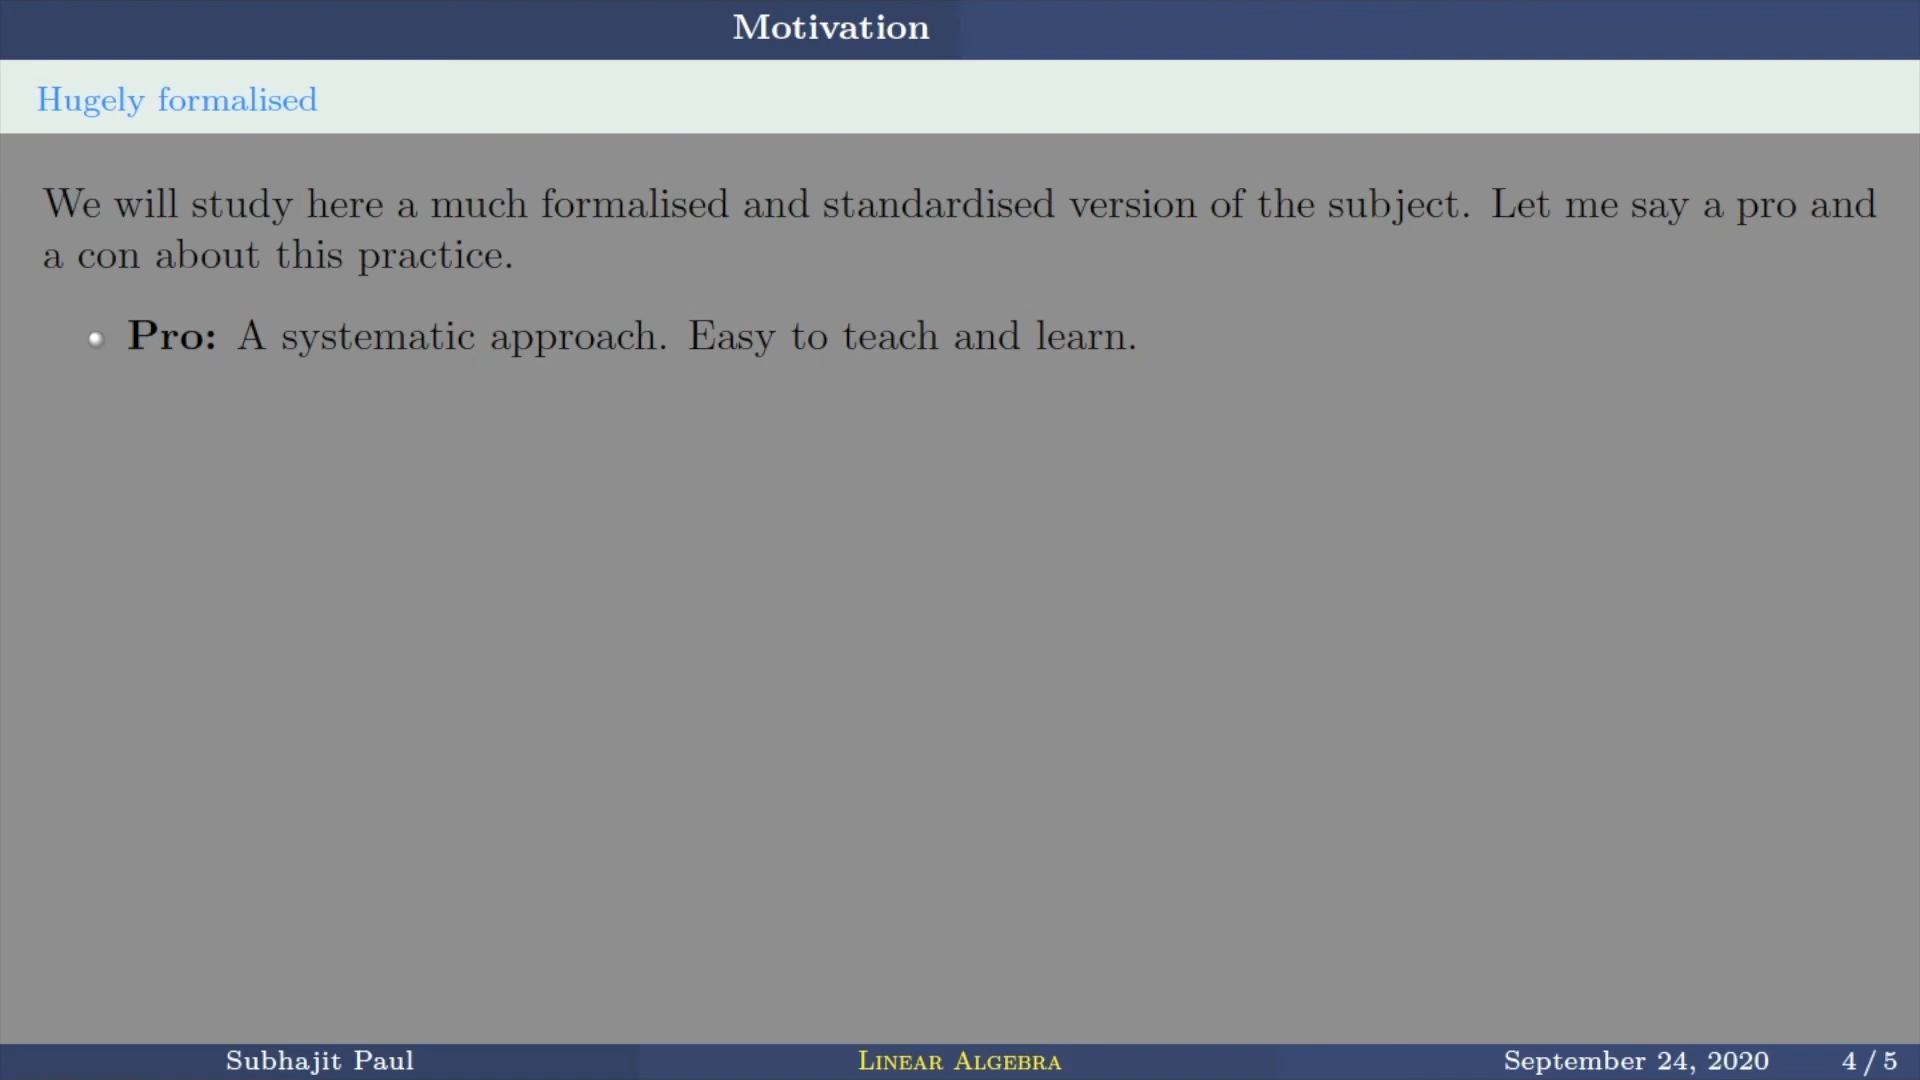 Motivation
Hugely formalised
We will study here a much formalised and standardised version of the subject. Let me say a pro and
a con about this practice.
Pro: A systematic approach. Easy to teach and learn.
Subhajit Paul LINEAR ALGEBRA September 24, 2020 4 / 5